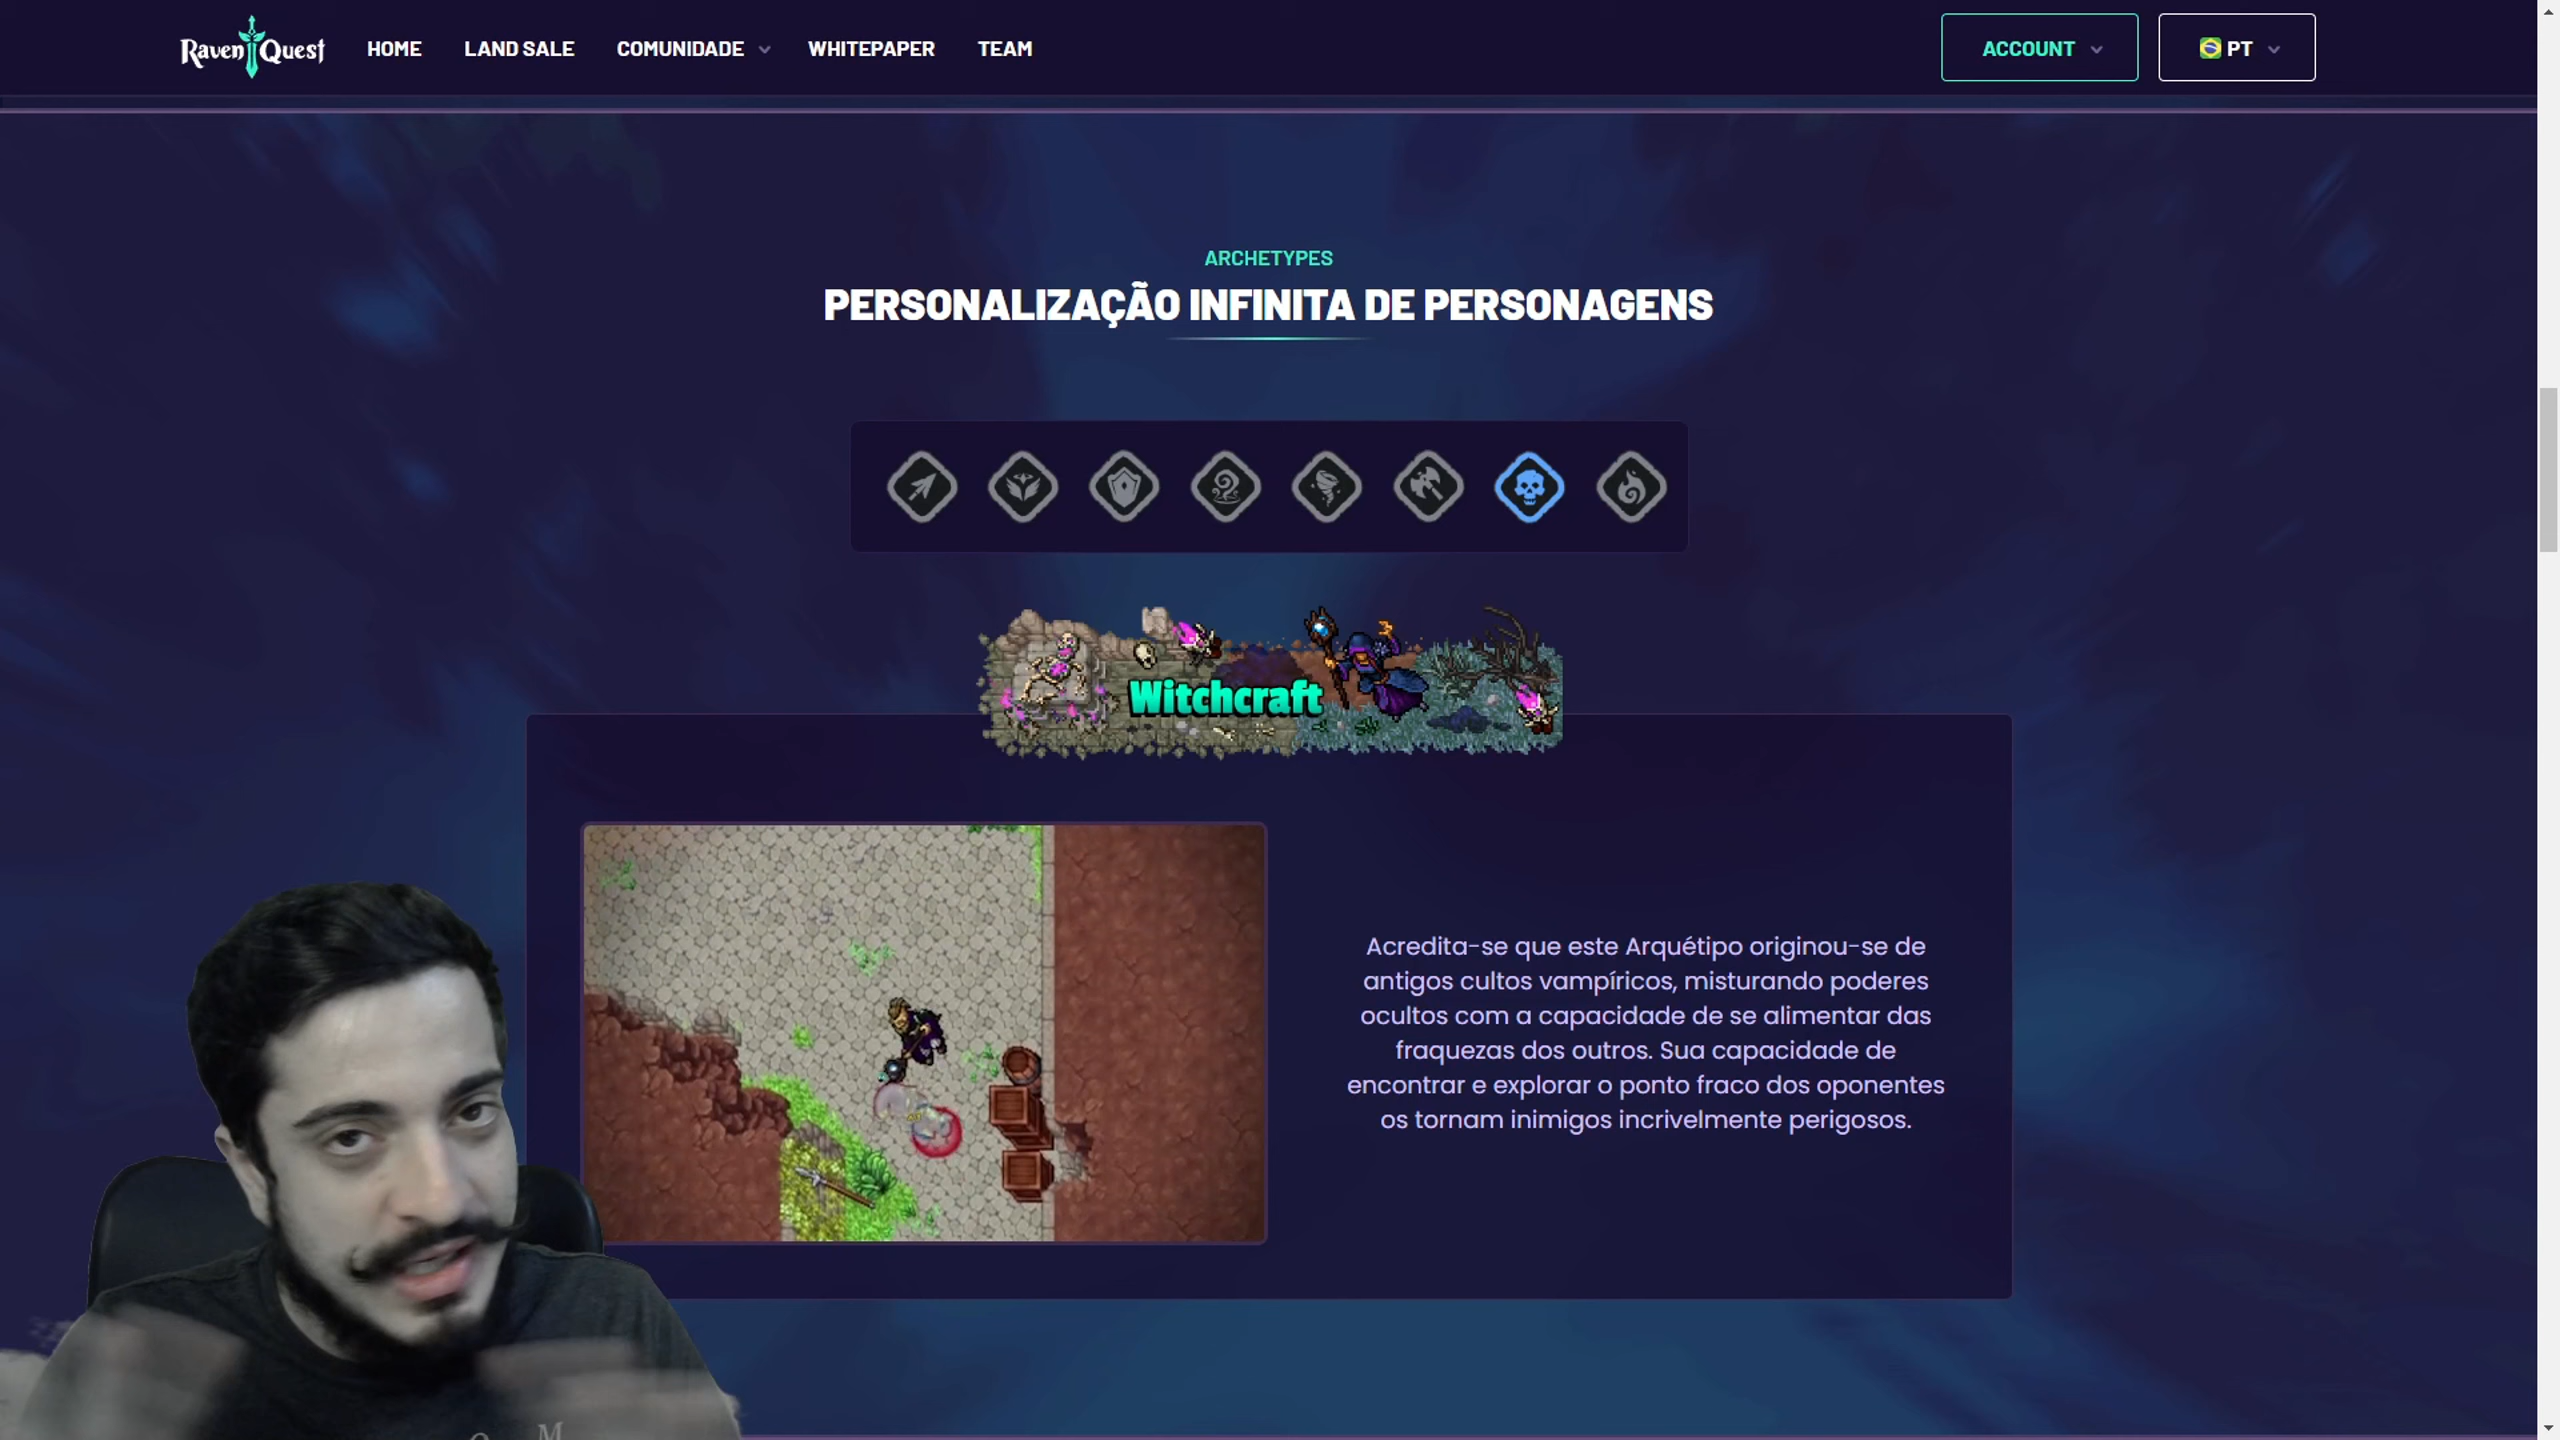 Raven Quest
HOME
LAND SALE
COMUNIDADE
WHITEPAPER
TEAM
ACCOUNT
PT
ARCHETYPES
PERSONALIZAÇÃO INFINITA DE PERSONAGENS
Witchcraft
Acredita-se que este Arquétipo originou-se de
antigos cultos vampíricos, misturando poderes
ocultos com a capacidade de se alimentar das
fraquezas dos outros. Sua capacidade de
encontrar e explorar o ponto fraco dos oponentes
os tornam inimigos incrivelmente perigosos.